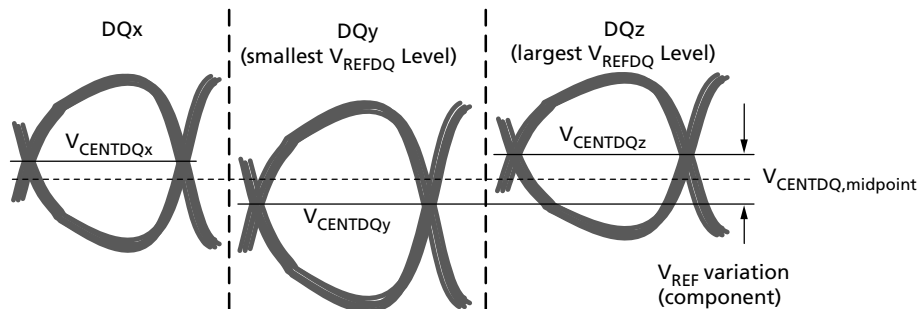 DQx
DQy
(smallest VREFDQ Level)
DQz
(largest VREFDQ Level)
VCENTDQx
VCENTDQy
VCENTDQz
VCENTDQ,midpoint
VREF variation
(component)